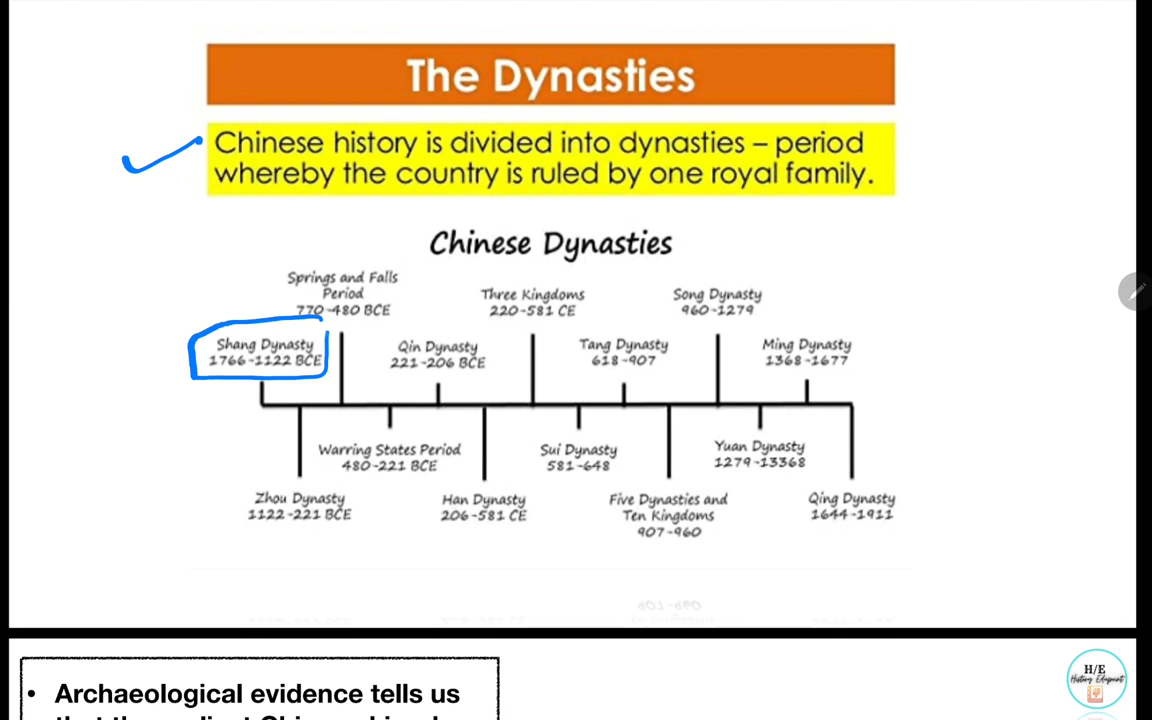 The Dynasties
Chinese history is divided into dynasties – period
whereby the country is ruled by one royal family.
Chinese Dynasties
Springs and Falls
Period
770-480 BCE
Three Kingdoms
220-581 CE
Song Dynasty
960-1279
Shang Dynasty
1766-1122 BCE
Qin Dynasty
221-206 BCE
Tang Dynasty
618-907
Ming Dynasty
1368-1677
Warring States Period
480-221 BCE
Sui Dynasty
581-648
Yuan Dynasty
1279-13368
Zhou Dynasty
1122-221 BCE
Han Dynasty
206-581 CE
Five Dynasties and
Ten Kingdoms
907-960
Qing Dynasty
1644-1911
• Archaeological evidence tells us
H/E
History Edupoint